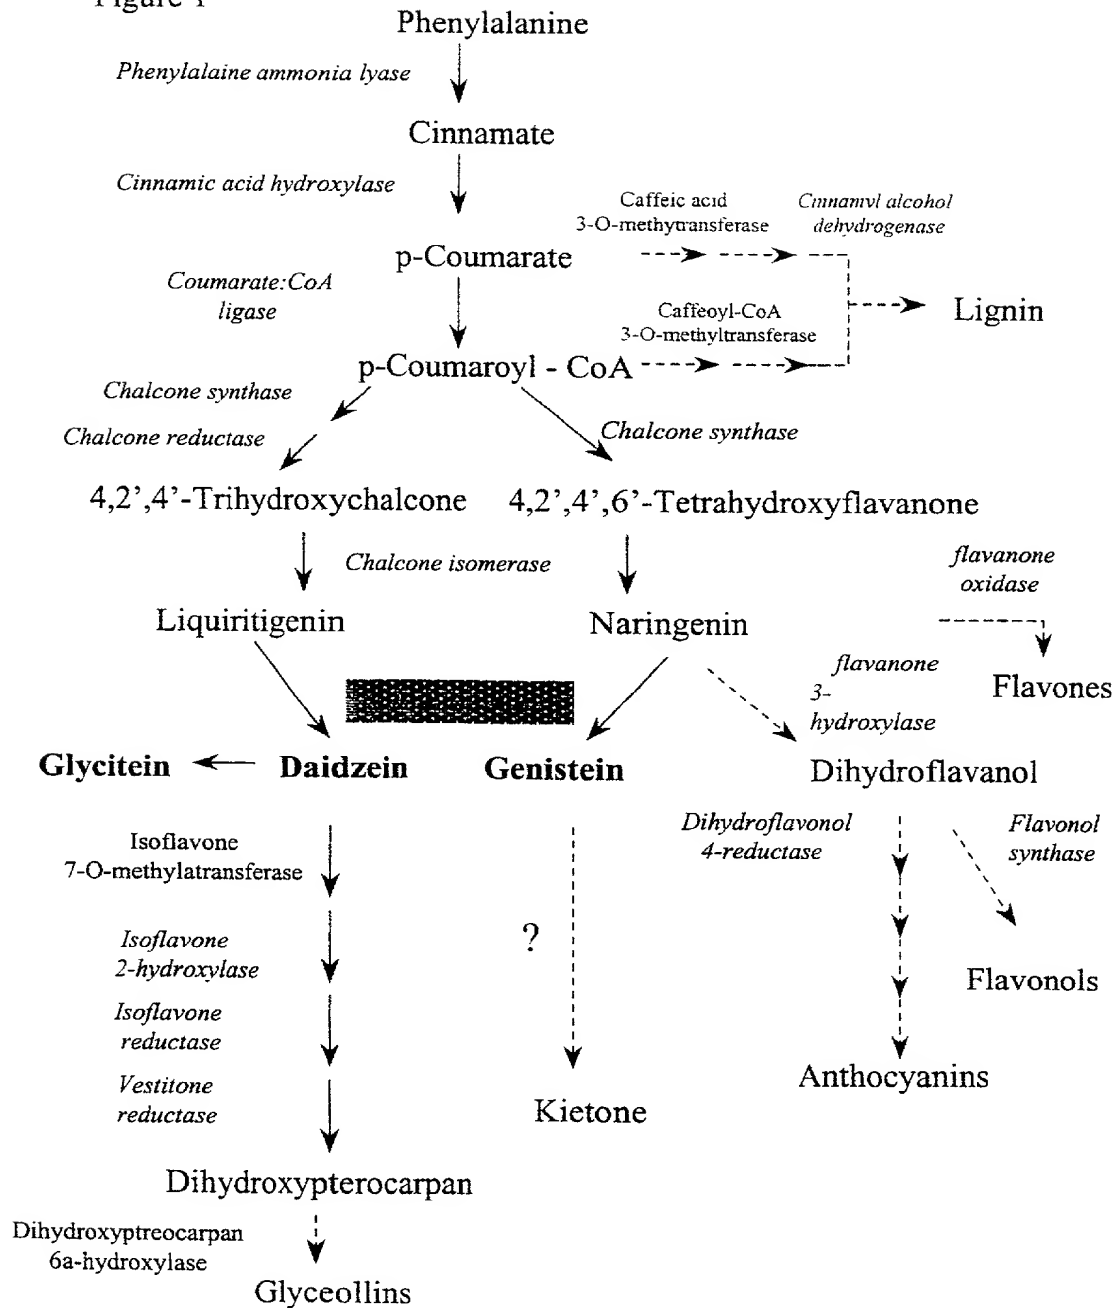 Figure 1
Phenylalanine
Phenylalaine ammonia lyase
Cinnamate
Cinnamic acid hydroxylase
Caffeic acid
3-O-methytransferase
Cinnamyl alcohol
dehydrogenase
p-Coumarate
Coumarate:CoA
ligase
Caffeoyl-CoA
3-O-methyltransferase
Lignin
p-Coumaroyl - CoA
Chalcone synthase
Chalcone reductase
Chalcone synthase
4,2’,4’-Trihydroxychalcone
4,2’,4’,6’-Tetrahydroxyflavanone
Chalcone isomerase
flavanone
oxidase
Liquiritigenin
Naringenin
flavanone
3-
hydroxylase
Flavones
Glycitein
Daidzein
Genistein
Dihydroflavanol
Isoflavone
7-O-methylatransferase
Dihydroflavonol
4-reductase
Flavonol
synthase
Isoflavone
2-hydroxylase
?
Flavonols
Isoflavone
reductase
Vestitone
reductase
Anthocyanins
Kietone
Dihydroxypterocarpan
Dihydroxyptreocarpan
6a-hydroxylase
Glyceollins